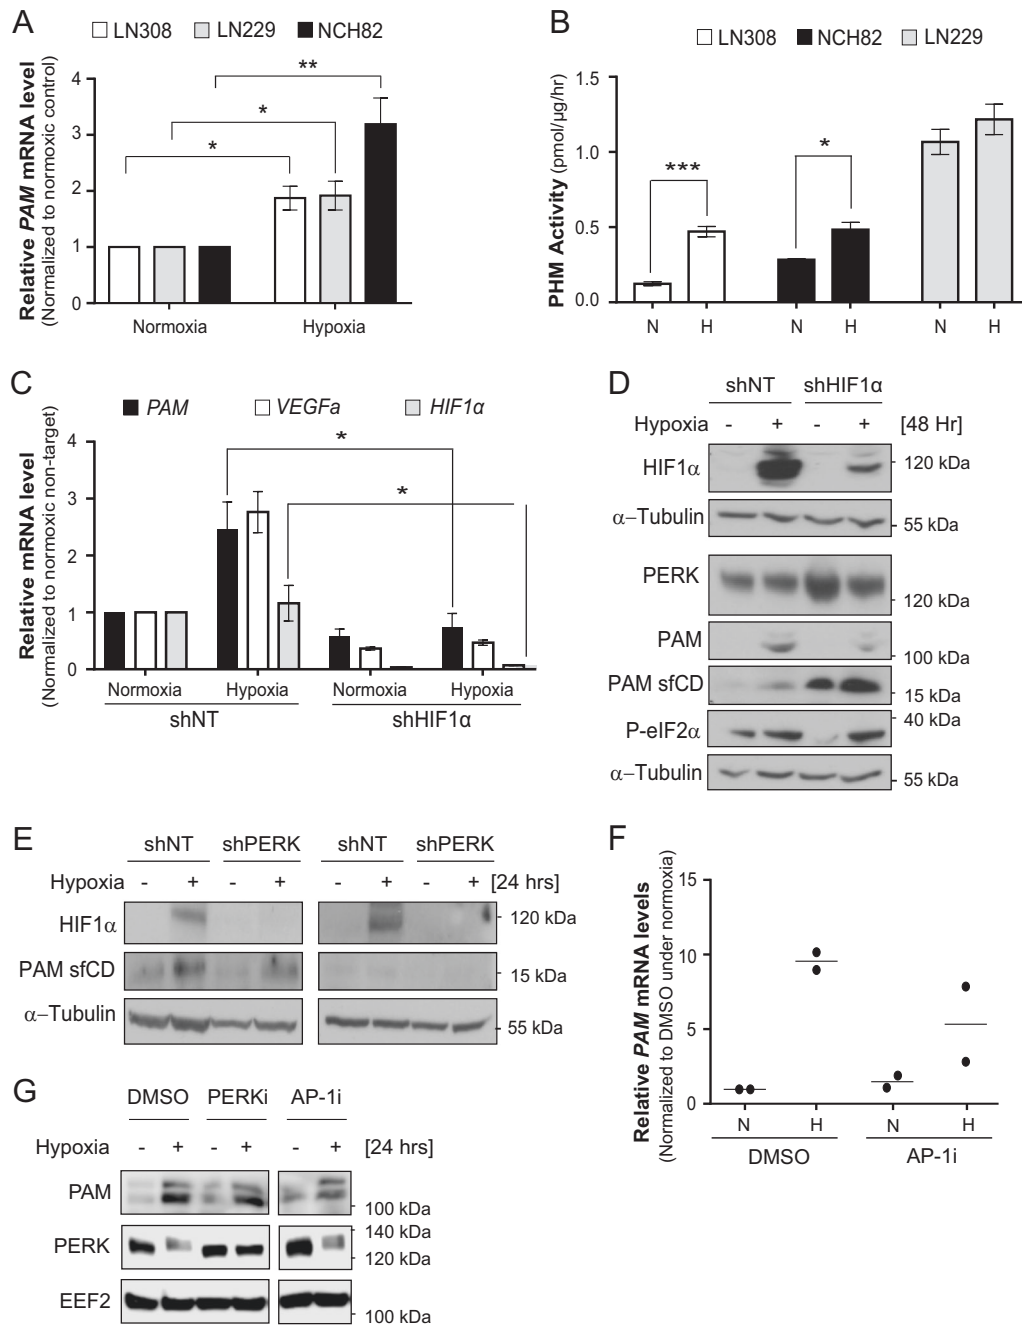 A
LN308 LN229 NCH82
Relative PAM mRNA level
(Normalized to normoxic control)
4
3
2
1
0
* * **
Normoxia Hypoxia
B
LN308 NCH82 LN229
PHM Activity (pmol/µg/hr)
1.5
1.0
0.5
0.0
*** *
N H N H N H
C
PAM VEGFa HIF1α
Relative mRNA level
(Normalized to normoxic non-target)
4
3
2
1
0
*
*
Normoxia Hypoxia Normoxia Hypoxia
shNT shHIF1α
D
shNT shHIF1α
Hypoxia - + - + [48 Hr]
HIF1α 120 kDa
α–Tubulin 55 kDa
PERK 120 kDa
PAM 100 kDa
PAM sfCD 15 kDa
P-eIF2α 40 kDa
α–Tubulin 55 kDa
E
shNT shPERK shNT shPERK
Hypoxia - + - + - + - + [24 hrs]
HIF1α 120 kDa
PAM sfCD 15 kDa
α–Tubulin 55 kDa
F
Relative PAM mRNA levels
(Normalized to DMSO under normoxia)
15
10
5
0
N H N H
DMSO AP-1i
G
DMSO PERKi AP-1i
Hypoxia - + - + - + [24 hrs]
PAM 100 kDa
PERK 140 kDa
120 kDa
EEF2 100 kDa